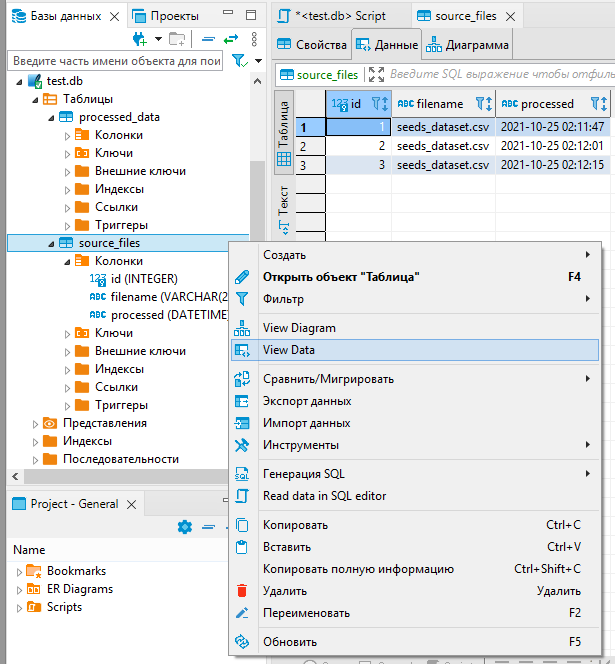 Базы данных
Проекты
Введите часть имени объекта для пои
test.db
Таблицы
processed_data
Колонки
Ключи
Внешние ключи
Индексы
Ссылки
Триггеры
source_files
Колонки
id (INTEGER)
filename (VARCHAR(2
processed (DATETIME)
Ключи
Внешние ключи
Индексы
Ссылки
Триггеры
Представления
Индексы
Последовательности
Project - General
Name
Bookmarks
ER Diagrams
Scripts
*<test.db> Script
source_files
Свойства
Данные
Диаграмма
source_files
Введите SQL выражение чтобы отфиль
Таблица
Текст
id filename processed
1 1 seeds_dataset.csv 2021-10-25 02:11:47
2 2 seeds_dataset.csv 2021-10-25 02:12:01
3 3 seeds_dataset.csv 2021-10-25 02:12:15
Создать
Открыть объект "Таблица" F4
Фильтр
View Diagram
View Data
Сравнить/Мигрировать
Экспорт данных
Импорт данных
Инструменты
Генерация SQL
Read data in SQL editor
Копировать Ctrl+C
Вставить Ctrl+V
Копировать полную информацию Ctrl+Shift+C
Удалить Удалить
Переименовать F2
Обновить F5